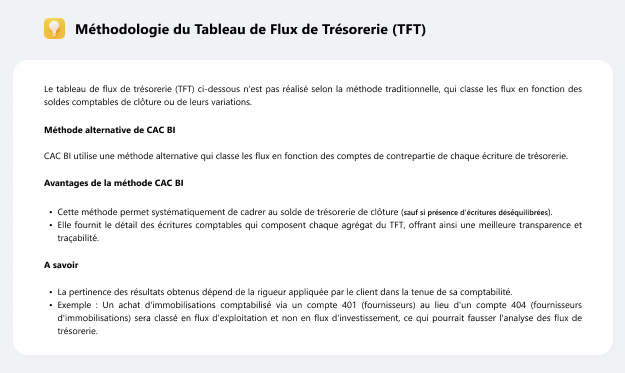 Méthodologie du Tableau de Flux de Trésorerie (TFT)
Le tableau de flux de trésorerie (TFT) ci-dessous n'est pas réalisé selon la méthode traditionnelle, qui classe les flux en fonction des
soldes comptables de clôture ou de leurs variations.
Méthode alternative de CAC BI
CAC BI utilise une méthode alternative qui classe les flux en fonction des comptes de contrepartie de chaque écriture de trésorerie.
Avantages de la méthode CAC BI
• Cette méthode permet systématiquement de cadrer au solde de trésorerie de clôture (sauf si présence d'écritures déséquilibrées).
• Elle fournit le détail des écritures comptables qui composent chaque agrégat du TFT, offrant ainsi une meilleure transparence et
traçabilité.
A savoir
• La pertinence des résultats obtenus dépend de la rigueur appliquée par le client dans la tenue de sa comptabilité.
• Exemple : Un achat d'immobilisations comptabilisé via un compte 401 (fournisseurs) au lieu d'un compte 404 (fournisseurs
d'immobilisations) sera classé en flux d'exploitation et non en flux d'investissement, ce qui pourrait fausser l'analyse des flux de
trésorerie.